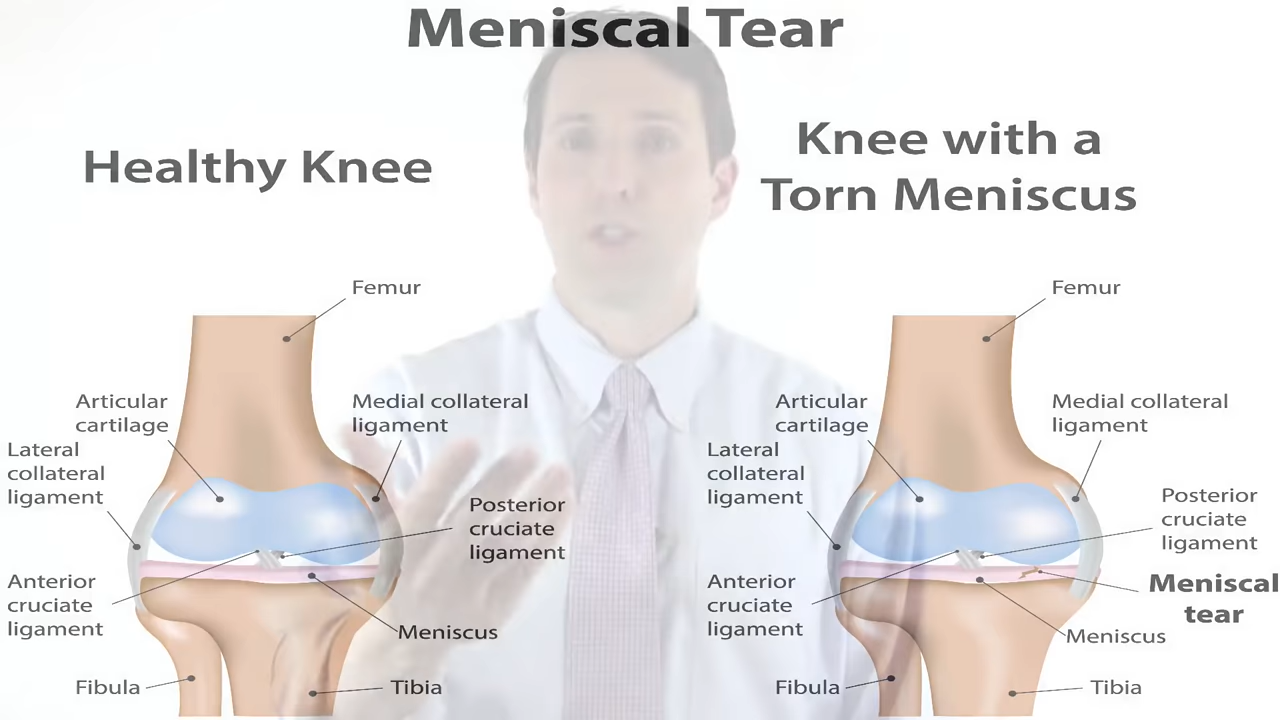 Meniscal Tear
Healthy Knee
Femur
Articular
cartilage
Medial collateral
ligament
Lateral
collateral
ligament
Posterior
cruciate
ligament
Anterior
cruciate
ligament
Meniscus
Fibula
Tibia
Knee with a
Torn Meniscus
Femur
Articular
cartilage
Medial collateral
ligament
Lateral
collateral
ligament
Posterior
cruciate
ligament
Anterior
cruciate
ligament
Meniscal
tear
Meniscus
Fibula
Tibia